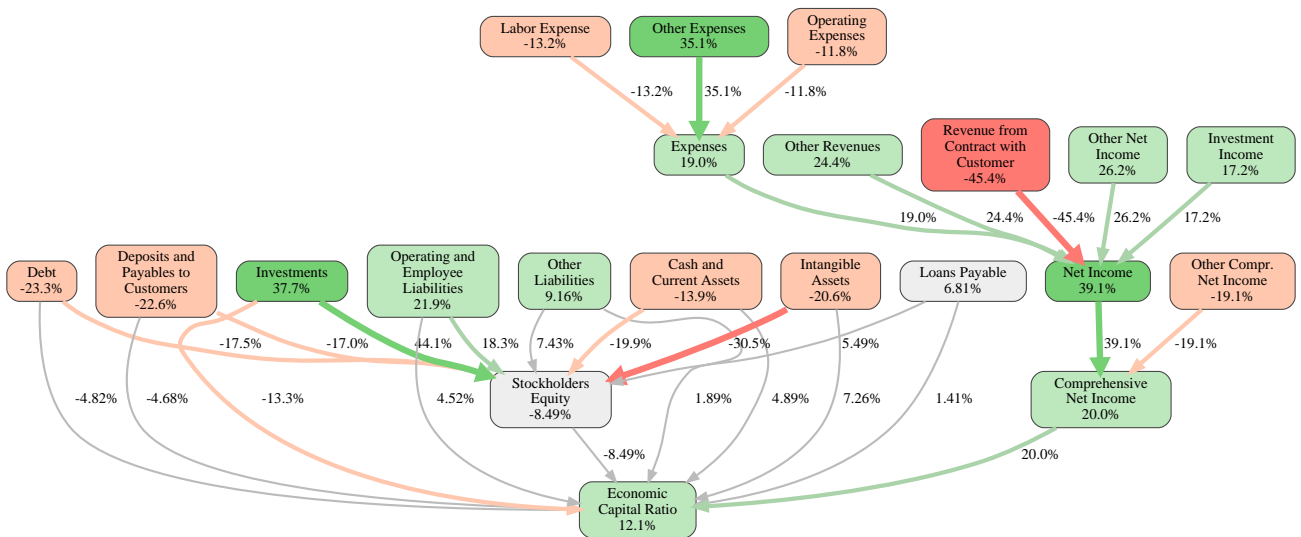 Labor Expense
-13.2%
Other Expenses
35.1%
Operating
Expenses
-11.8%
-13.2%
35.1%
-11.8%
Expenses
19.0%
Other Revenues
24.4%
Revenue from
Contract with
Customer
-45.4%
Other Net
Income
26.2%
Investment
Income
17.2%
19.0%
24.4%
-45.4%
26.2%
17.2%
Debt
-23.3%
Deposits and
Payables to
Customers
-22.6%
Investments
37.7%
Operating and
Employee
Liabilities
21.9%
Other
Liabilities
9.16%
Cash and
Current Assets
-13.9%
Intangible
Assets
-20.6%
Loans Payable
6.81%
Net Income
39.1%
Other Compr.
Net Income
-19.1%
-17.5%
-17.0%
44.1%
18.3%
7.43%
-19.9%
-30.5%
5.49%
39.1%
-19.1%
Stockholders
Equity
-8.49%
Comprehensive
Net Income
20.0%
-4.82%
-4.68%
-13.3%
4.52%
1.89%
4.89%
7.26%
1.41%
-8.49%
20.0%
Economic
Capital Ratio
12.1%